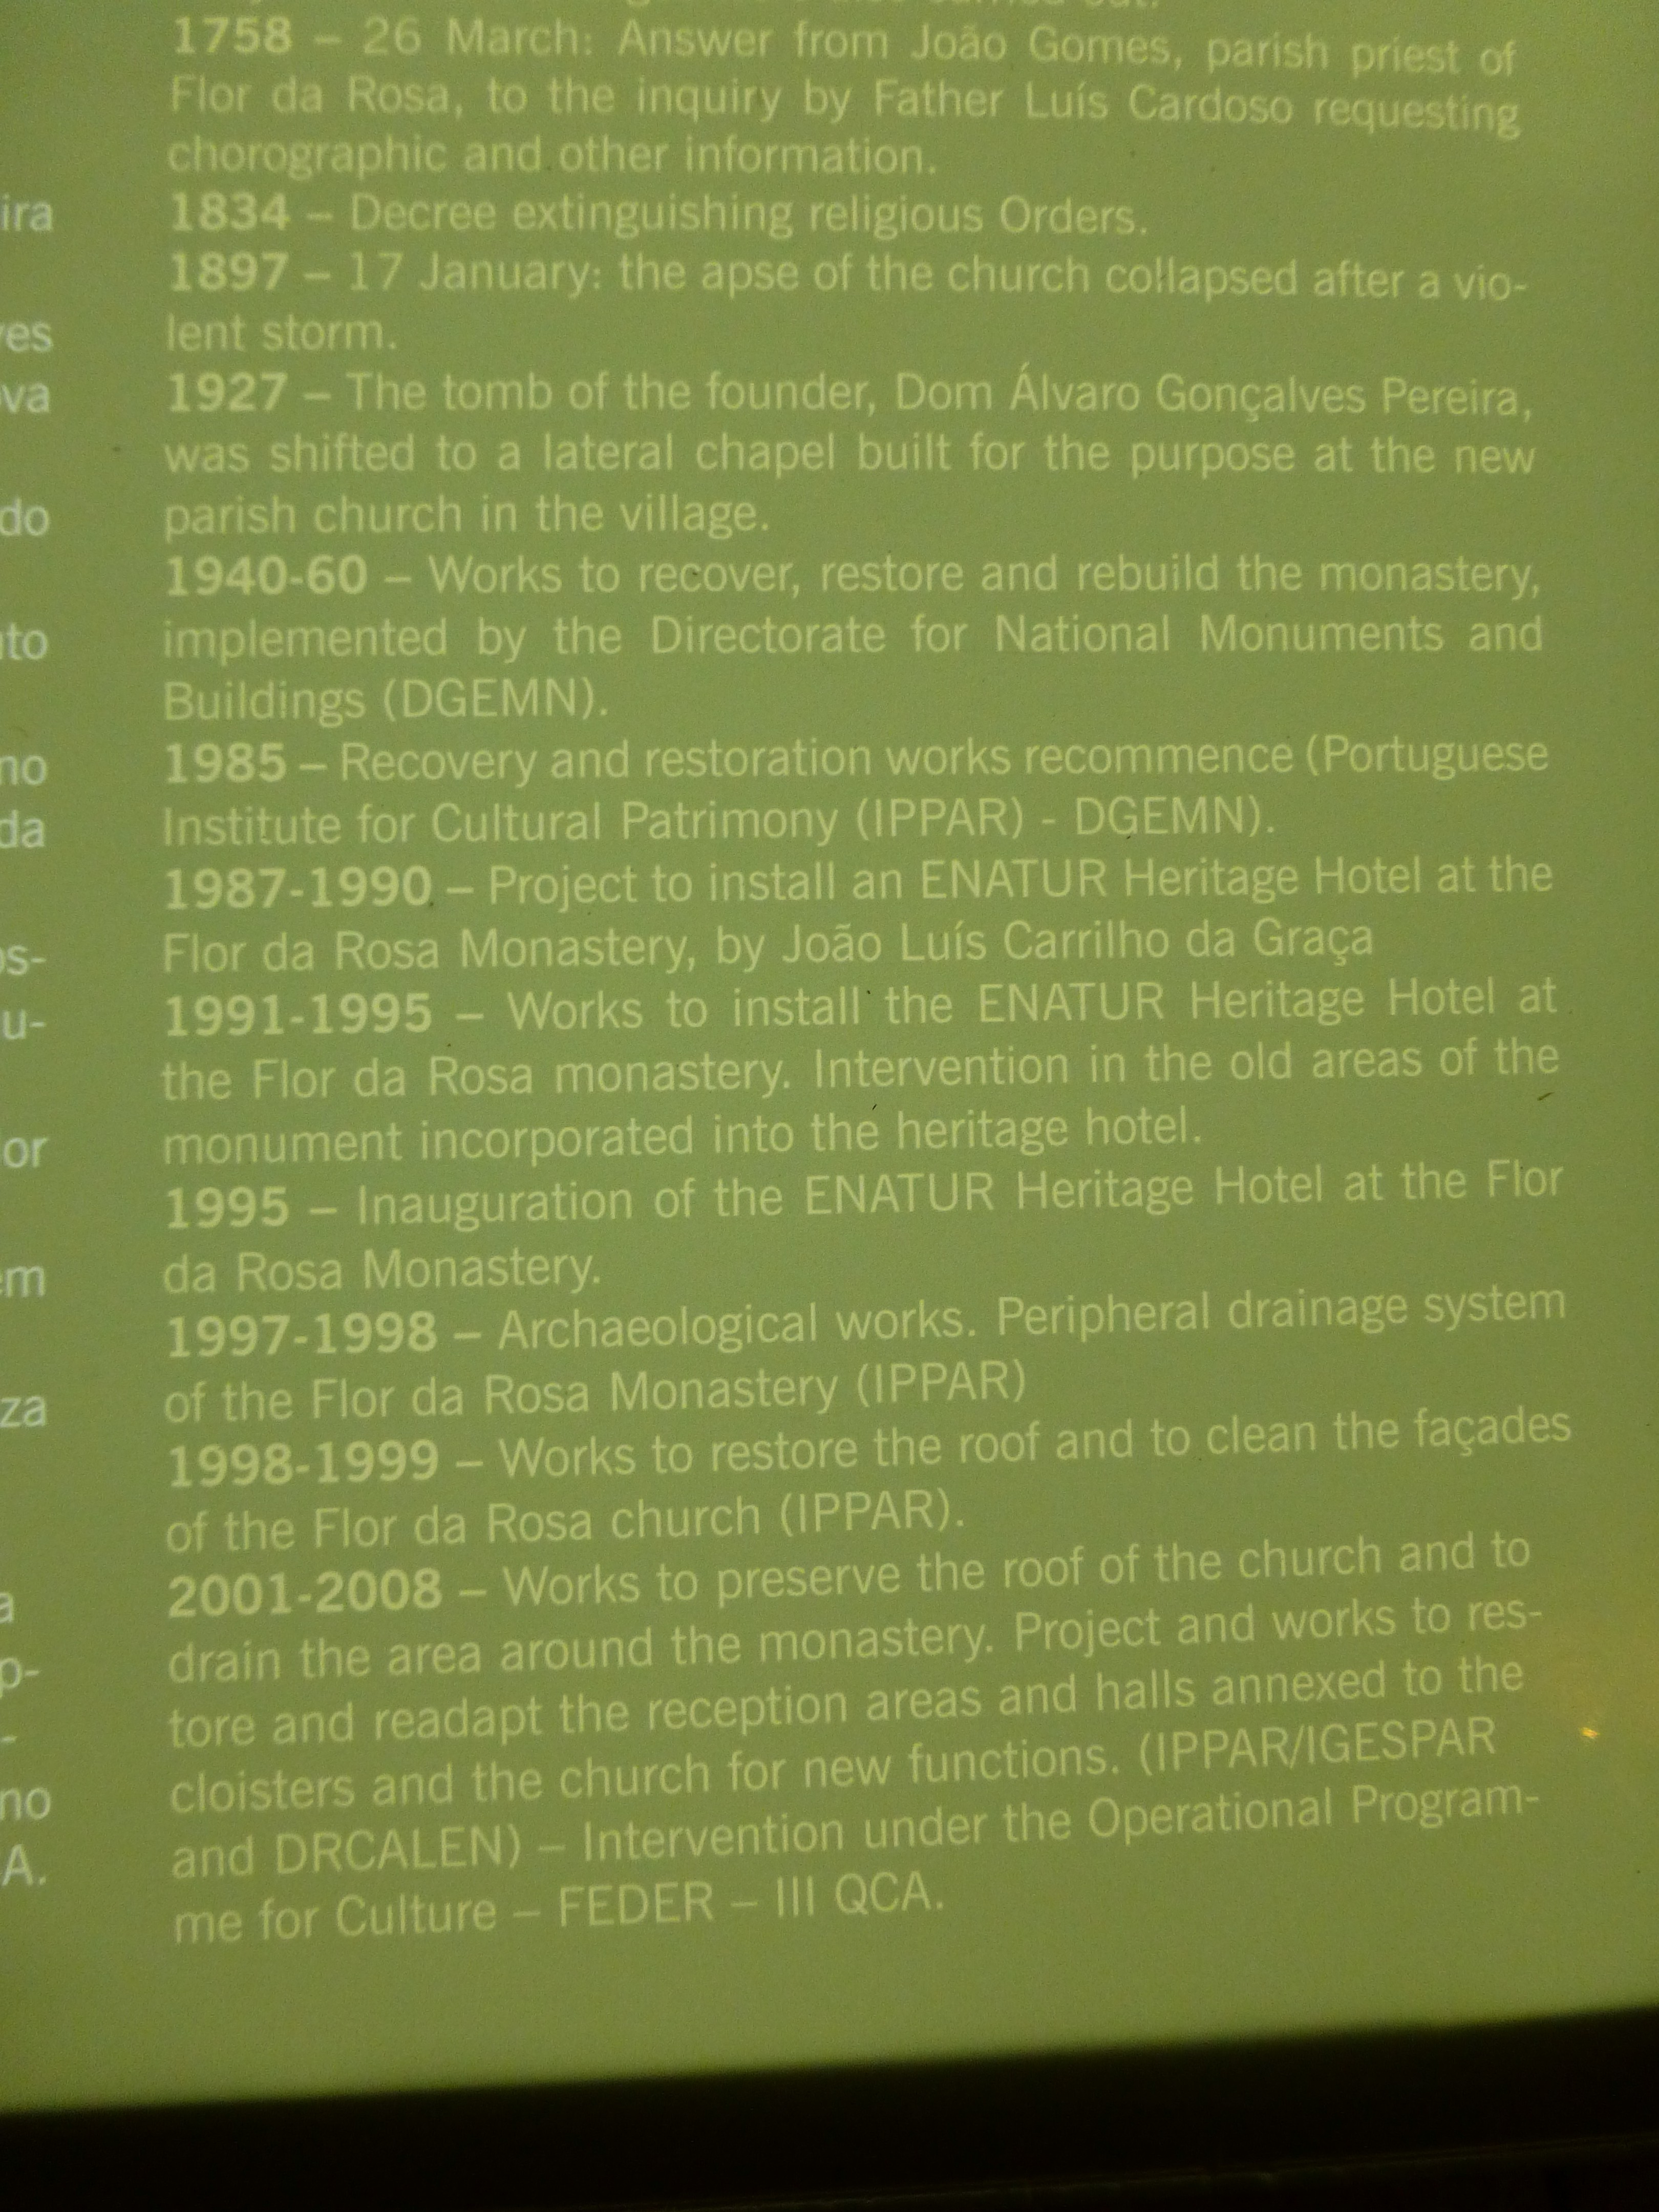 1758 – 26 March: Answer from João Gomes, parish priest of
Flor da Rosa, to the inquiry by Father Luís Cardoso requesting
chorographic and other information.
1834 – Decree extinguishing religious Orders.
1897 – 17 January: the apse of the church collapsed after a vio-
lent storm.
1927 – The tomb of the founder, Dom Álvaro Gonçalves Pereira,
was shifted to a lateral chapel built for the purpose at the new
parish church in the village.
1940-60 – Works to recover, restore and rebuild the monastery,
implemented by the Directorate for National Monuments and
Buildings (DGEMN).
1985 – Recovery and restoration works recommence (Portuguese
Institute for Cultural Patrimony (IPPAR) - DGEMN).
1987-1990 – Project to install an ENATUR Heritage Hotel at the
Flor da Rosa Monastery, by João Luís Carrilho da Graça
1991-1995 – Works to install the ENATUR Heritage Hotel at
the Flor da Rosa monastery. Intervention in the old areas of the
monument incorporated into the heritage hotel.
1995 – Inauguration of the ENATUR Heritage Hotel at the Flor
da Rosa Monastery.
1997-1998 – Archaeological works. Peripheral drainage system
of the Flor da Rosa Monastery (IPPAR)
1998-1999 – Works to restore the roof and to clean the façades
of the Flor da Rosa church (IPPAR).
2001-2008 – Works to preserve the roof of the church and to
drain the area around the monastery. Project and works to res-
tore and readapt the reception areas and halls annexed to the
cloisters and the church for new functions. (IPPAR/IGESPAR
and DRCALEN) – Intervention under the Operational Program-
me for Culture – FEDER – III QCA.